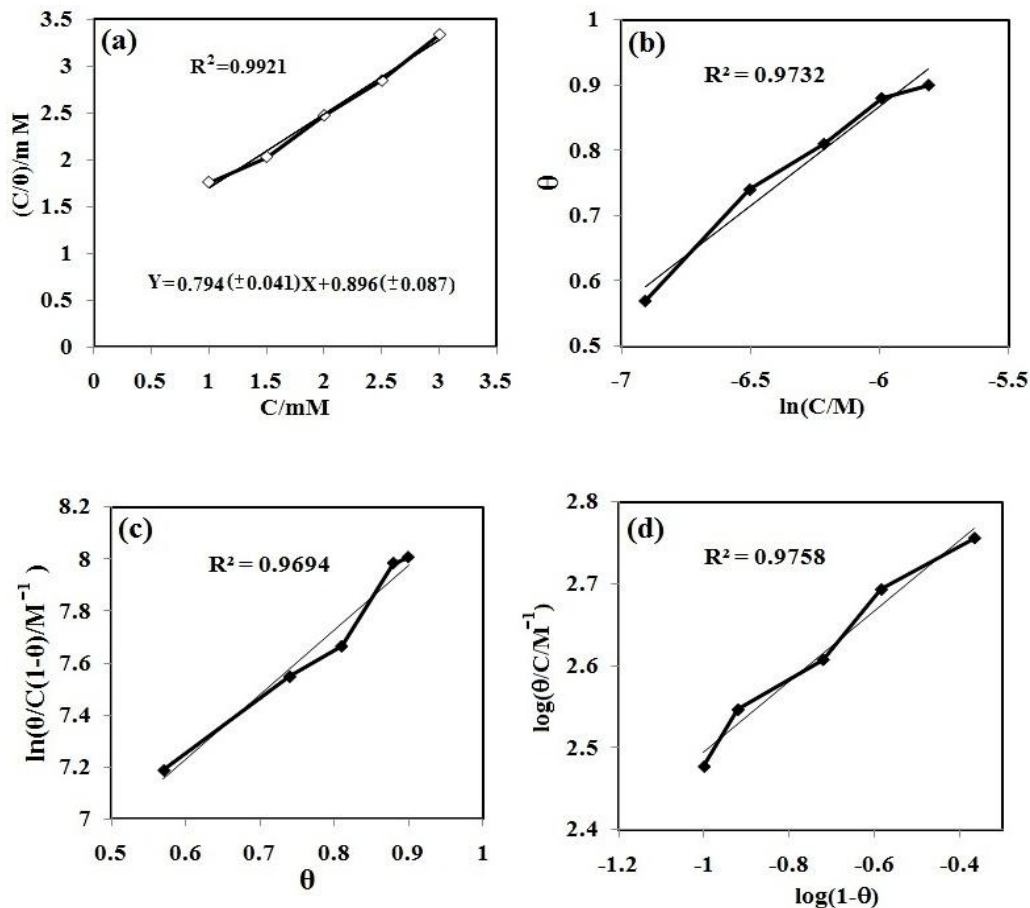 (a)
R²=0.9921
Y=0.794(±0.041)X+0.896(±0.087)
(C/θ)/mM
3.5
3
2.5
2
1.5
1
0.5
0
0 0.5 1 1.5 2 2.5 3 3.5
C/mM
(b)
R² = 0.9732
θ
1
0.9
0.8
0.7
0.6
0.5
-7 -6.5 -6 -5.5
ln(C/M)
(c)
R² = 0.9694
ln(θ/C(1-θ)/M⁻¹)
8.2
8
7.8
7.6
7.4
7.2
7
0.5 0.6 0.7 0.8 0.9 1
θ
(d)
R² = 0.9758
log(θ/C/M⁻¹)
2.8
2.7
2.6
2.5
2.4
-1.2 -1 -0.8 -0.6 -0.4
log(1-θ)